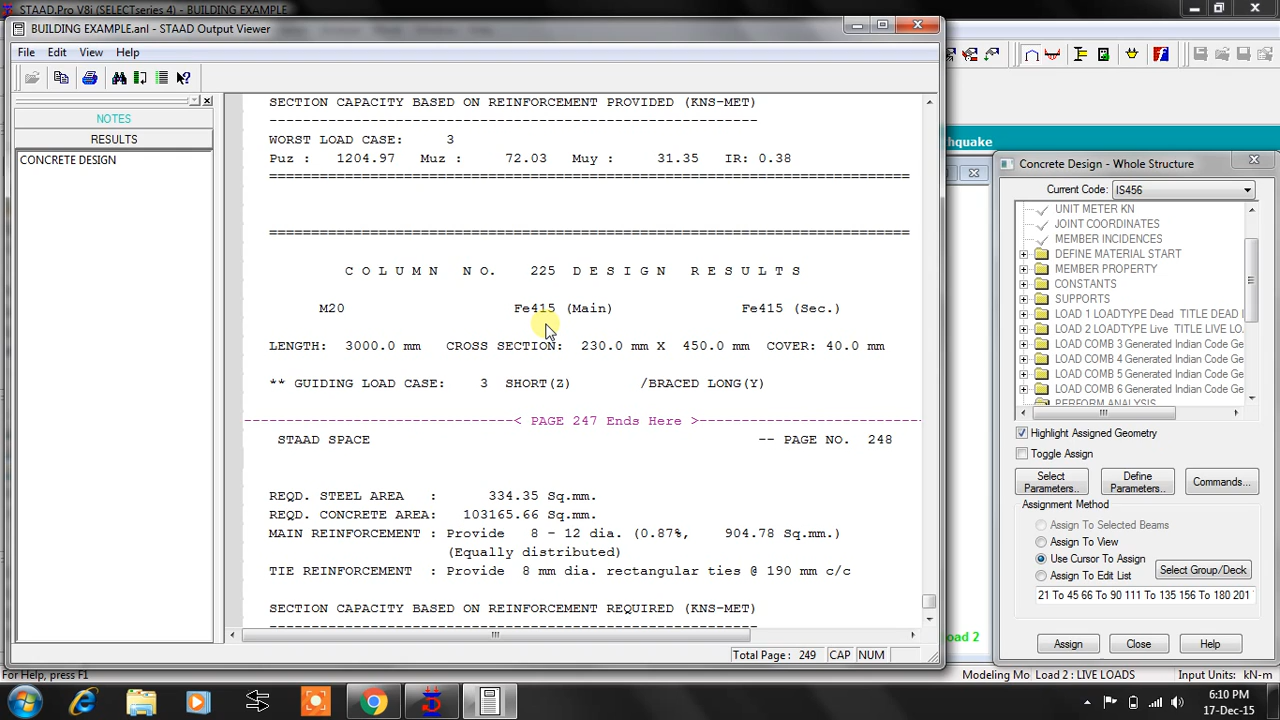 STAAD.Pro V8i (SELECTseries 4) - BUILDING EXAMPLE
BUILDING EXAMPLE.anl - STAAD Output Viewer
File Edit View Help
NOTES
RESULTS
CONCRETE DESIGN
SECTION CAPACITY BASED ON REINFORCEMENT PROVIDED (KNS-MET)
WORST LOAD CASE: 3
Puz : 1204.97 Muz : 72.03 Muy : 31.35 IR: 0.38
C O L U M N N O. 225 D E S I G N R E S U L T S
M20 Fe415 (Main) Fe415 (Sec.)
LENGTH: 3000.0 mm CROSS SECTION: 230.0 mm X 450.0 mm COVER: 40.0 mm
** GUIDING LOAD CASE: 3 SHORT(Z) /BRACED LONG(Y)
< PAGE 247 Ends Here >
STAAD SPACE -- PAGE NO. 248
REQD. STEEL AREA : 334.35 Sq.mm.
REQD. CONCRETE AREA: 103165.66 Sq.mm.
MAIN REINFORCEMENT : Provide 8 - 12 dia. (0.87%, 904.78 Sq.mm.)
(Equally distributed)
TIE REINFORCEMENT : Provide 8 mm dia. rectangular ties @ 190 mm c/c
SECTION CAPACITY BASED ON REINFORCEMENT REQUIRED (KNS-MET)
Total Page: 249 CAP NUM
For Help, press F1
hquake
Concrete Design - Whole Structure
Current Code: IS456
UNIT METER KN
JOINT COORDINATES
MEMBER INCIDENCES
DEFINE MATERIAL START
MEMBER PROPERTY
CONSTANTS
SUPPORTS
LOAD 1 LOADTYPE Dead TITLE DEAD I
LOAD 2 LOADTYPE Live TITLE LIVE LO.
LOAD COMB 3 Generated Indian Code Ge
LOAD COMB 4 Generated Indian Code Ge
LOAD COMB 5 Generated Indian Code Ge
LOAD COMB 6 Generated Indian Code Ge
PERFORM ANALYSIS
Highlight Assigned Geometry
Toggle Assign
Select Parameters..
Define Parameters..
Commands...
Assignment Method
Assign To Selected Beams
Assign To View
Use Cursor To Assign
Select Group/Deck
Assign To Edit List
21 To 45 66 To 90 111 To 135 156 To 180 201
Assign Close Help
oad 2
Modeling Mo Load 2 : LIVE LOADS Input Units: kN-m
6:10 PM
17-Dec-15